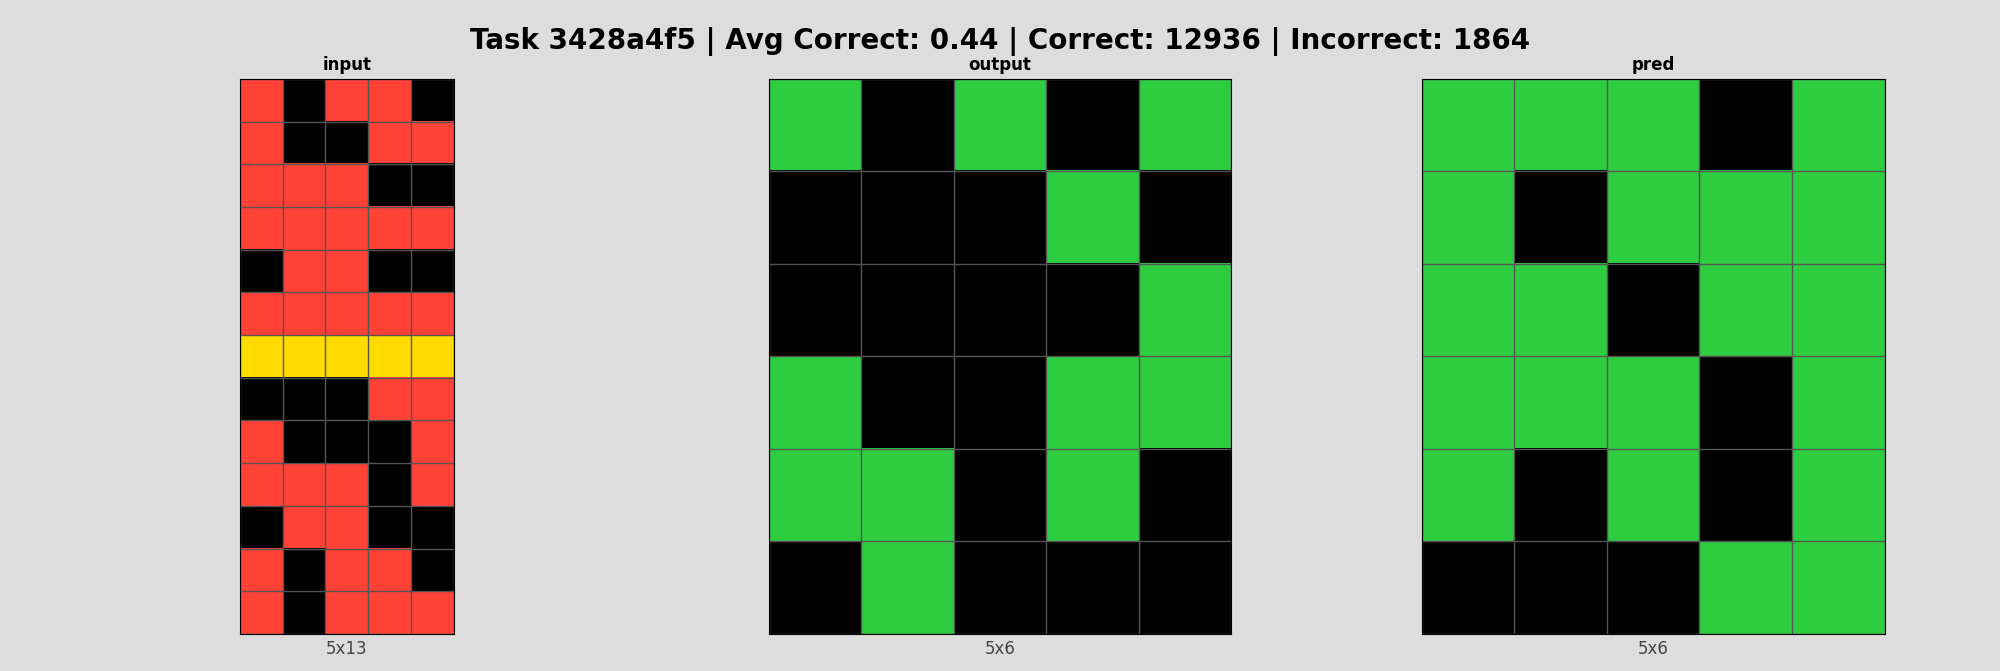 Task 3428a4f5 | Avg Correct: 0.44 | Correct: 12936 | Incorrect: 1864
input output pred
5x13 5x6 5x6